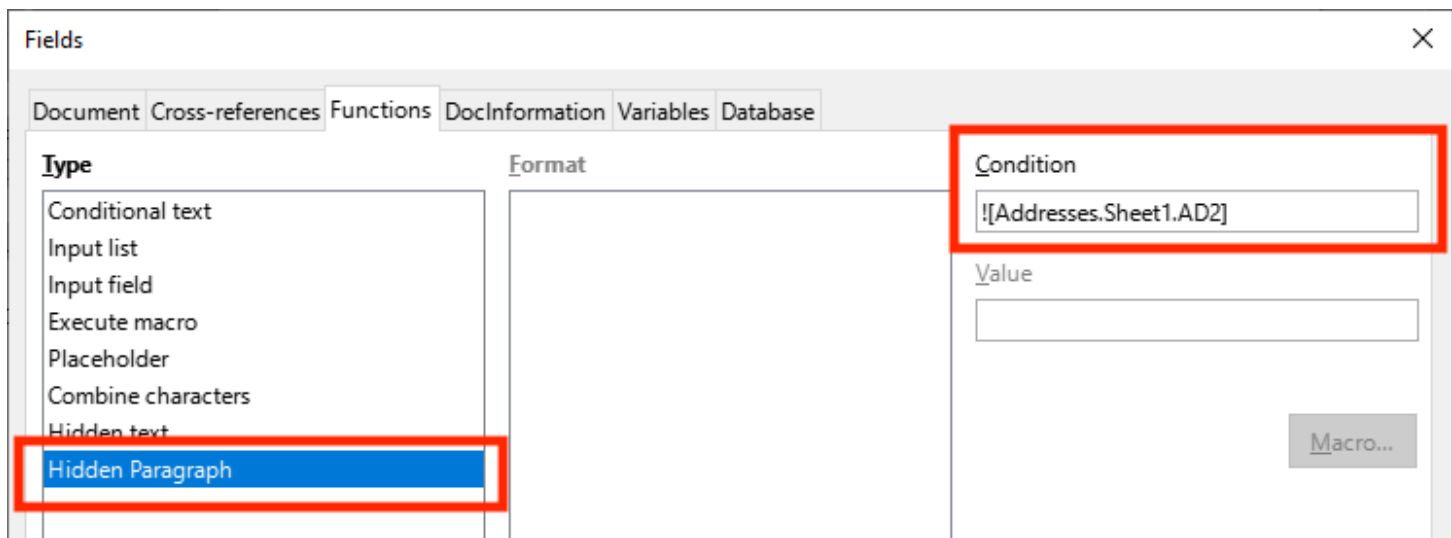 Fields
Document Cross-references Functions DocInformation Variables Database
Type
Format
Condition
Conditional text
![Addresses.Sheet1.AD2]
Input list
Input field
Value
Execute macro
Placeholder
Combine characters
Hidden text
Macro...
Hidden Paragraph